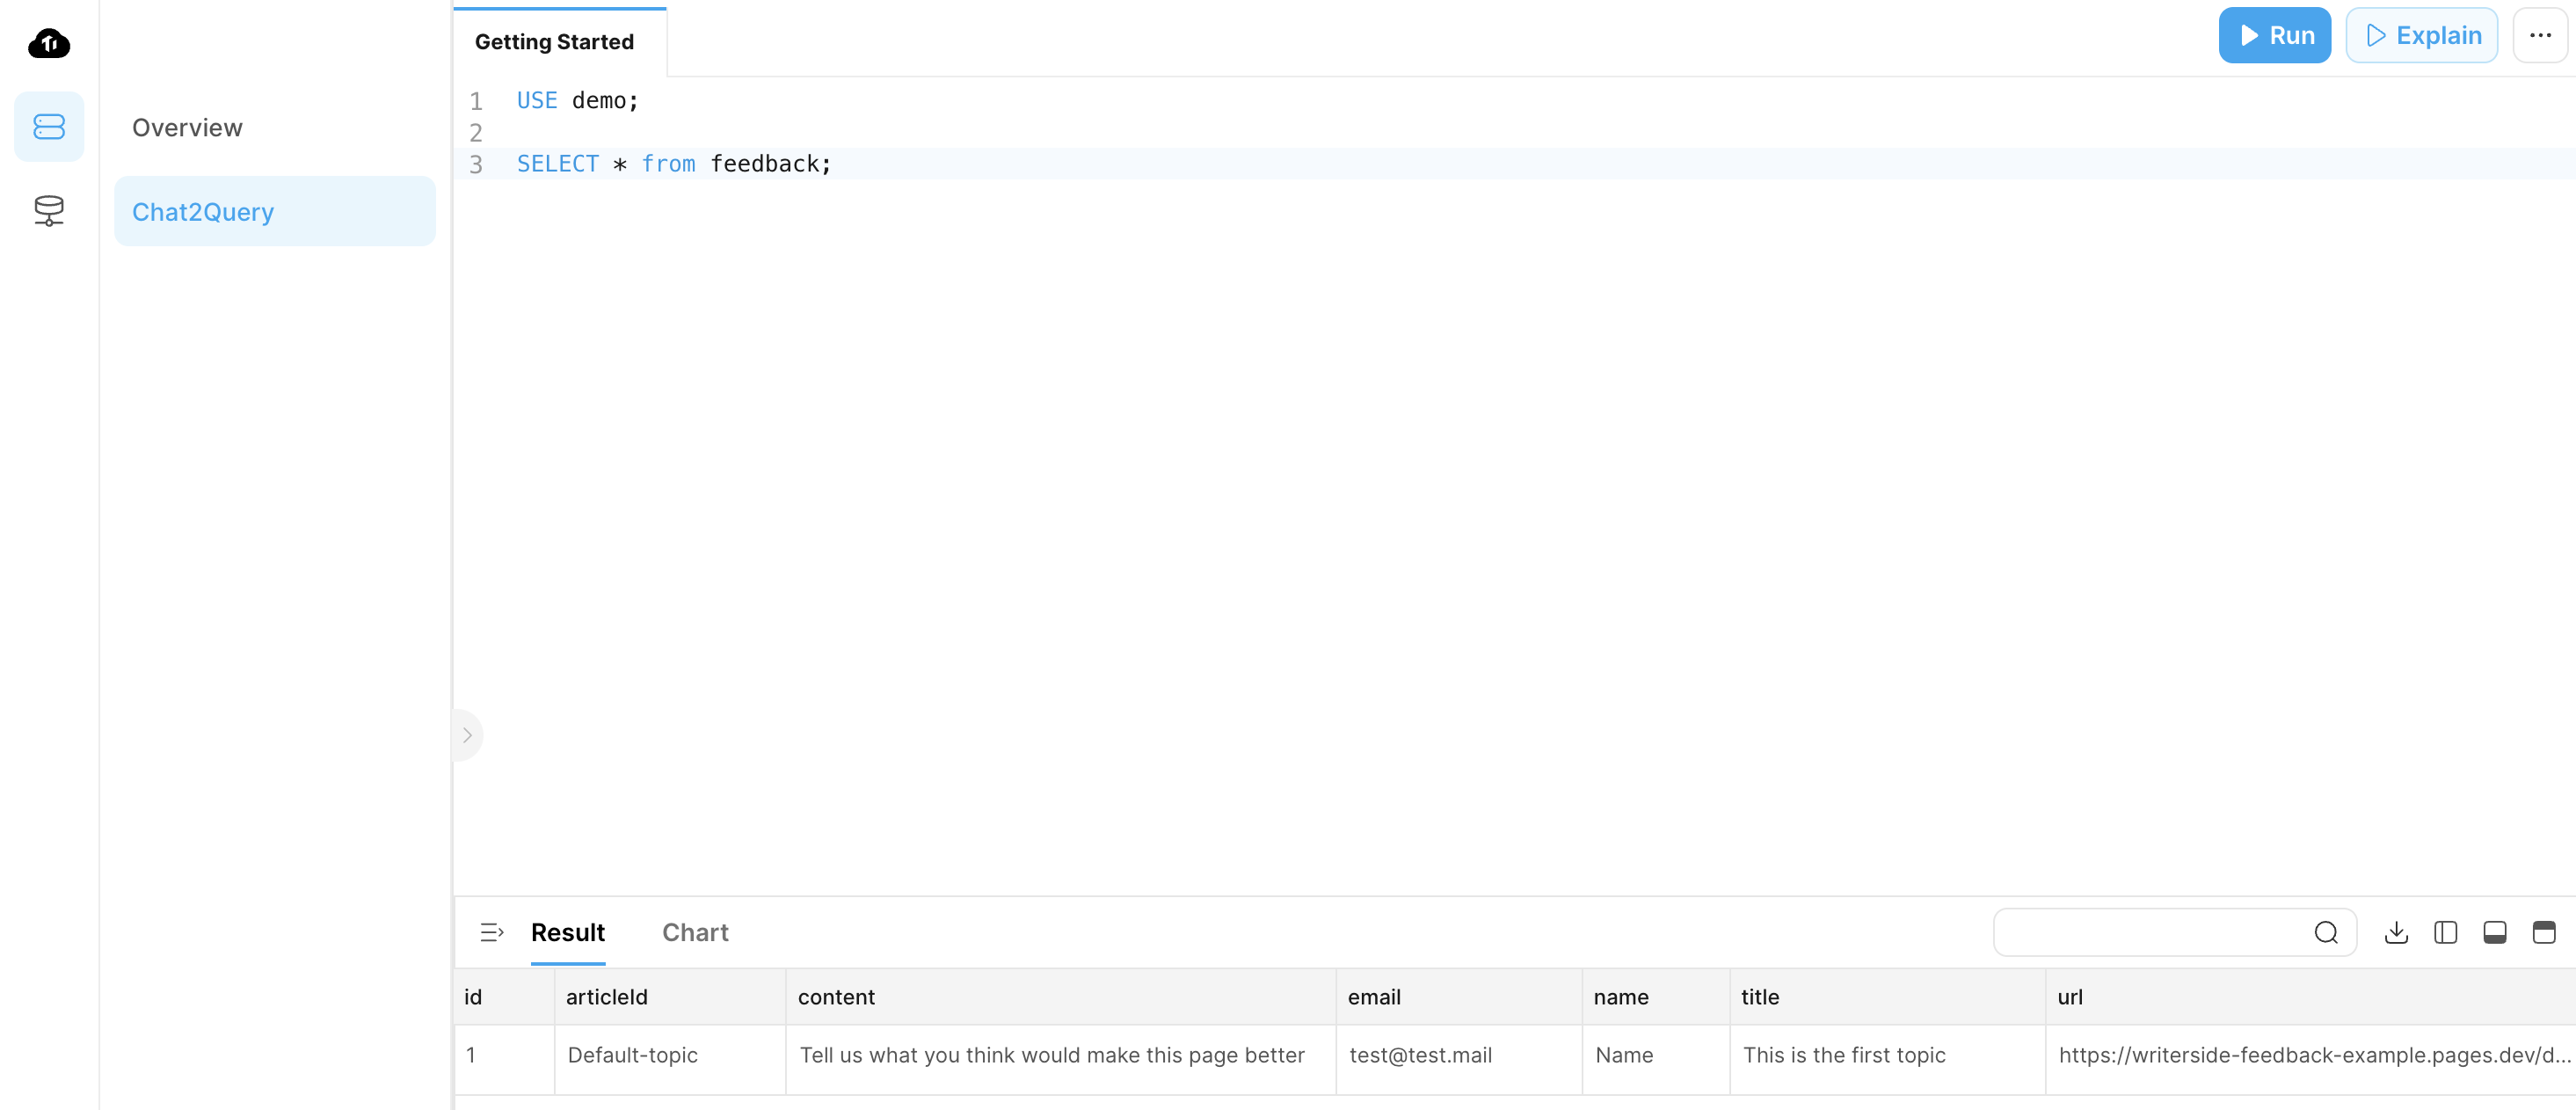 Getting Started
Run
Explain
Overview
Chat2Query
1 USE demo;
2
3 SELECT * from feedback;
Result Chart
id articleId content email name title url
1 Default-topic Tell us what you think would make this page better test@test.mail Name This is the first topic https://writerside-feedback-example.pages.dev/d...